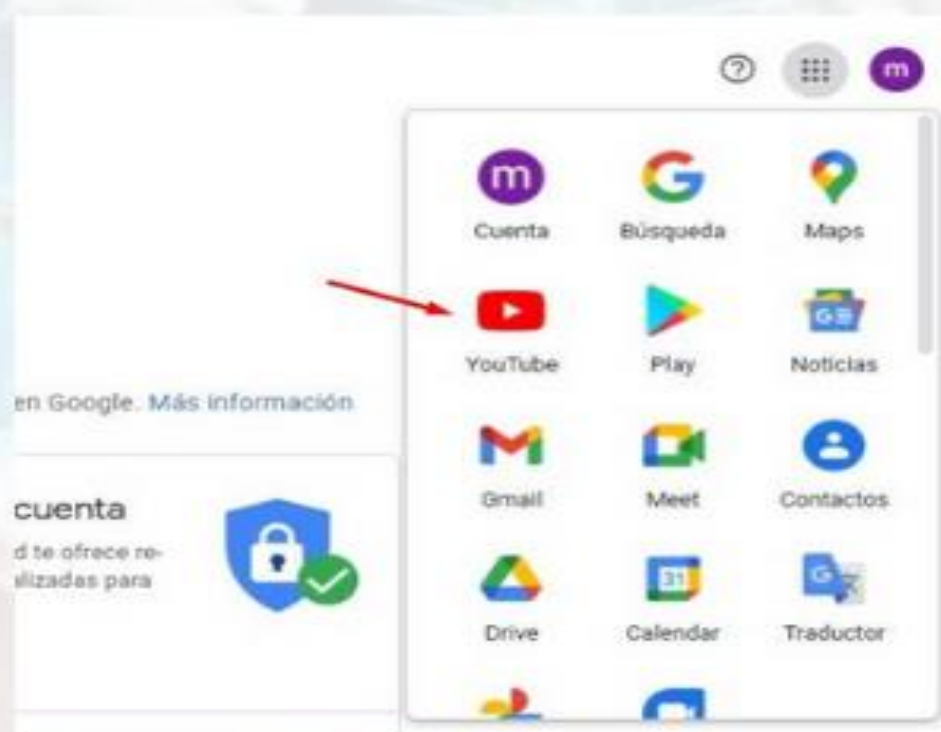 m
m
Cuenta Búsqueda Maps
YouTube Play Noticias
G
en Google. Más información
Gmail Meet Contactos
cuenta
d te ofrece re-
alizadas para
31
G
Drive Calendar Traductor